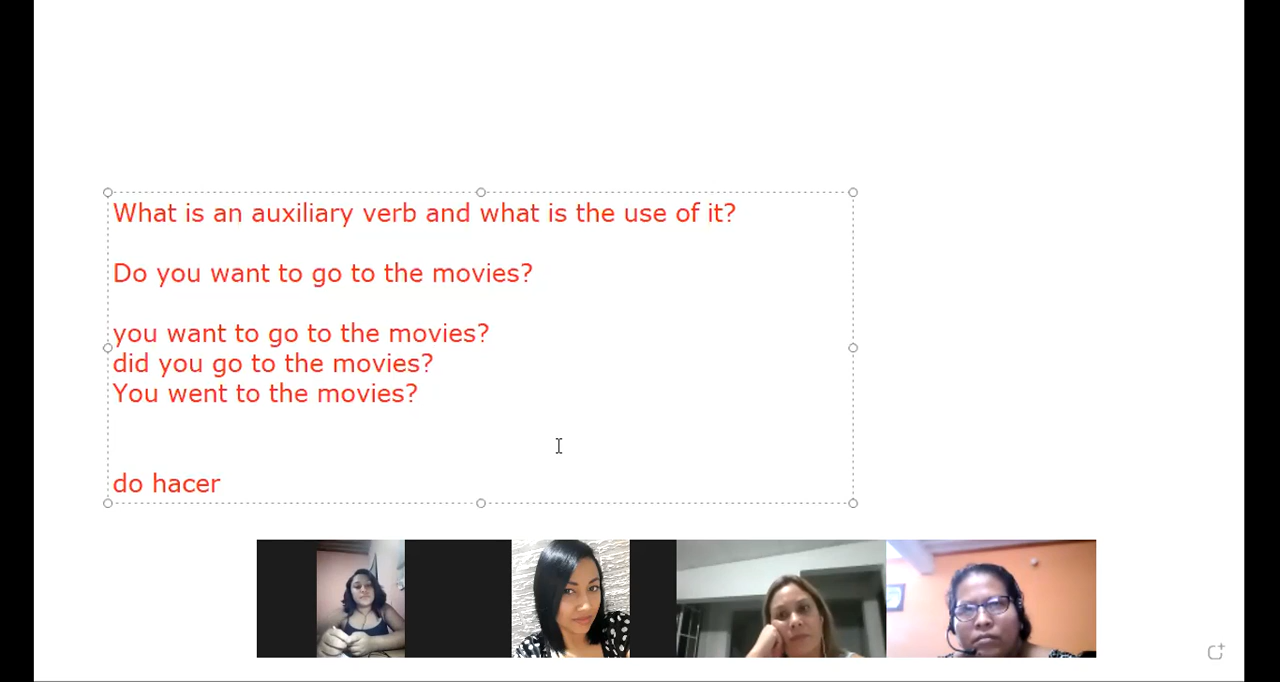 What is an auxiliary verb and what is the use of it?
Do you want to go to the movies?
you want to go to the movies?
did you go to the movies?
You went to the movies?
do hacer